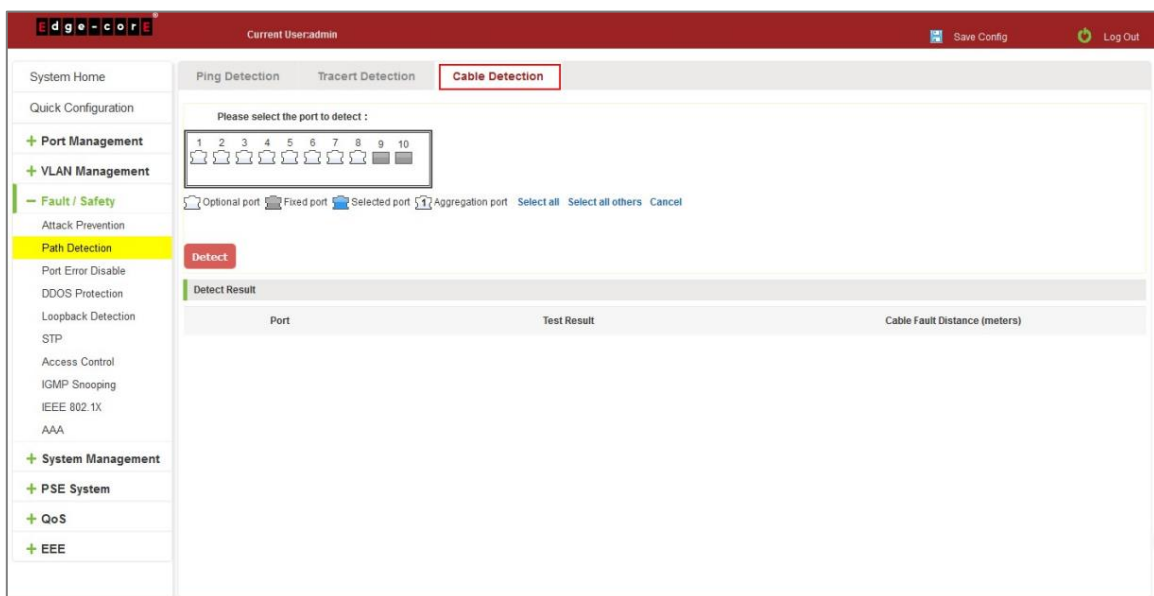 Edge-corE®
Current User:admin
Save Config
Log Out
System Home
Quick Configuration
+ Port Management
+ VLAN Management
− Fault / Safety
Attack Prevention
Path Detection
Port Error Disable
DDOS Protection
Loopback Detection
STP
Access Control
IGMP Snooping
IEEE 802.1X
AAA
+ System Management
+ PSE System
+ QoS
+ EEE
Ping Detection Tracert Detection Cable Detection
Please select the port to detect :
1 2 3 4 5 6 7 8 9 10
Optional port Fixed port Selected port 1 Aggregation port Select all Select all others Cancel
Detect
Detect Result
Port Test Result Cable Fault Distance (meters)